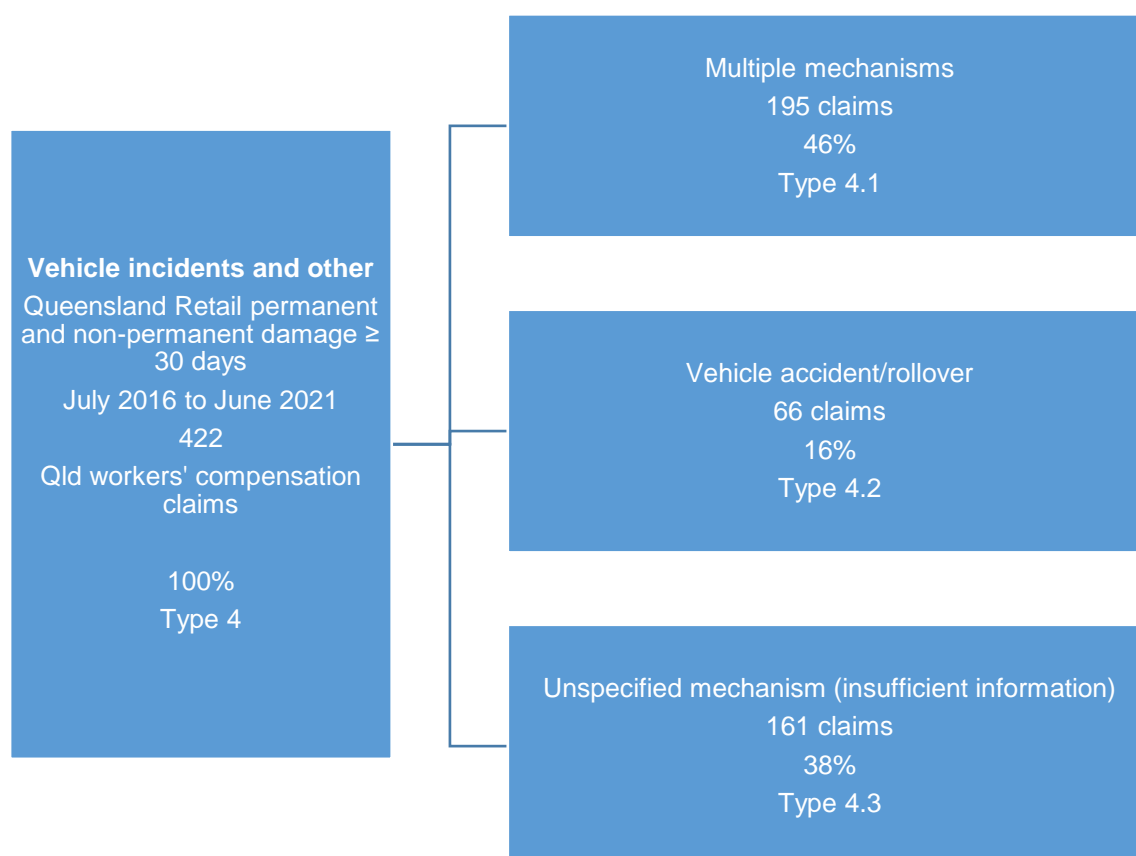 Vehicle incidents and other
Queensland Retail permanent
and non-permanent damage ≥
30 days
July 2016 to June 2021
422
Qld workers' compensation
claims
100%
Type 4
Multiple mechanisms
195 claims
46%
Type 4.1
Vehicle accident/rollover
66 claims
16%
Type 4.2
Unspecified mechanism (insufficient information)
161 claims
38%
Type 4.3